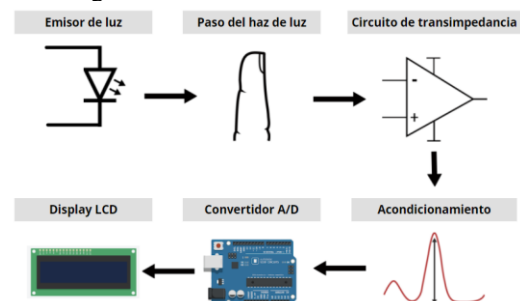 Emisor de luz
Paso del haz de luz
Circuito de transimpedancia
-
+
Display LCD
Convertidor A/D
Acondicionamiento